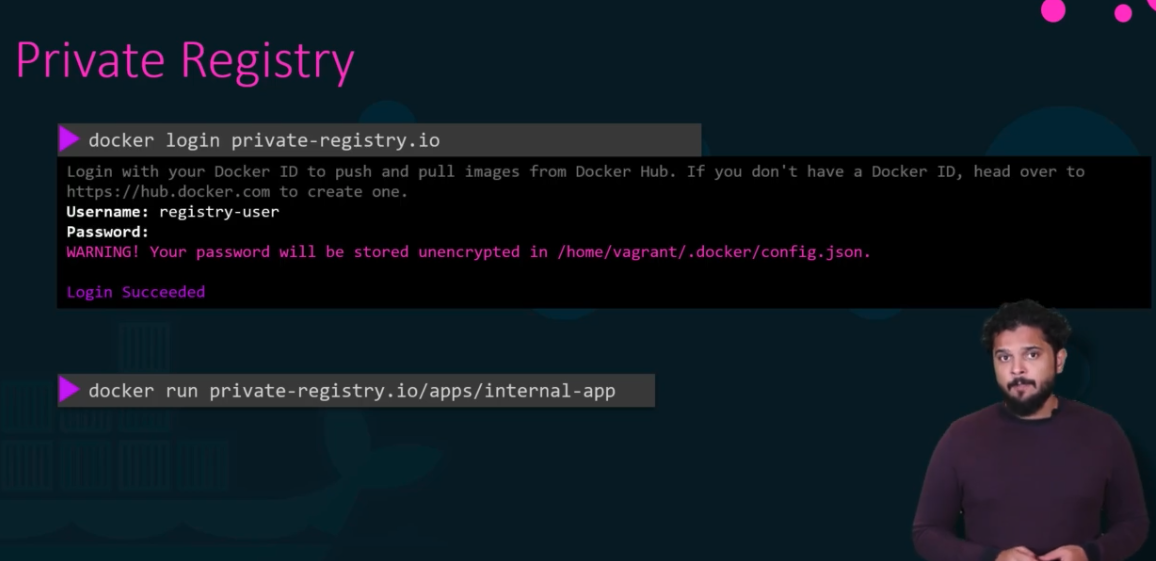 Private Registry
docker login private-registry.io
Login with your Docker ID to push and pull images from Docker Hub. If you don't have a Docker ID, head over to
https://hub.docker.com to create one.
Username: registry-user
Password:
WARNING! Your password will be stored unencrypted in /home/vagrant/.docker/config.json.
Login Succeeded
docker run private-registry.io/apps/internal-app